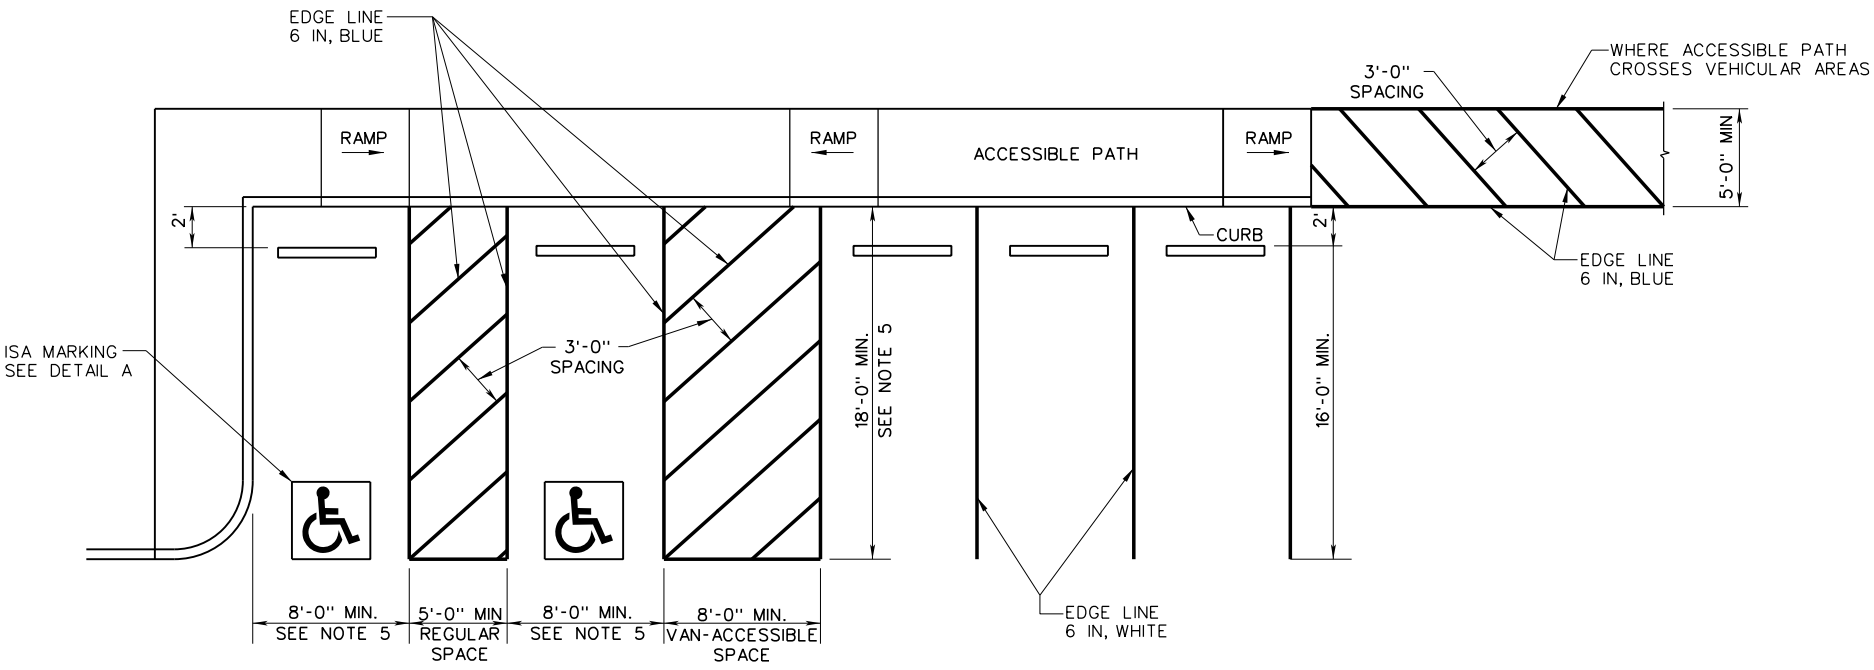 EDGE LINE
6 IN, BLUE
WHERE ACCESSIBLE PATH
CROSSES VEHICULAR AREAS
3'-0"
SPACING
RAMP
RAMP
ACCESSIBLE PATH
RAMP
5'-0" MIN
2'
2'
CURB
EDGE LINE
6 IN, BLUE
ISA MARKING
SEE DETAIL A
3'-0"
SPACING
18'-0" MIN.
SEE NOTE 5
16'-0" MIN.
8'-0" MIN.
SEE NOTE 5
5'-0" MIN
REGULAR
SPACE
8'-0" MIN.
SEE NOTE 5
8'-0" MIN.
VAN-ACCESSIBLE
SPACE
EDGE LINE
6 IN, WHITE